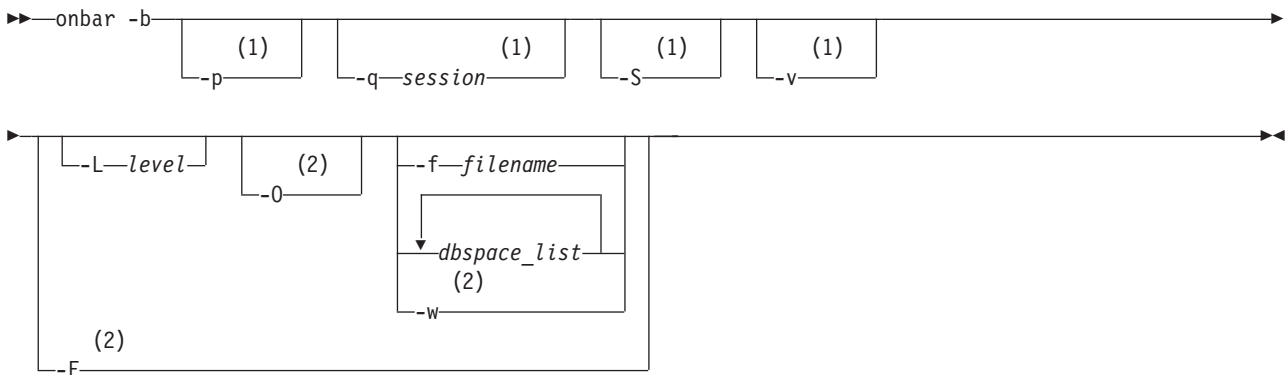 onbar -b
(1) (1) (1) (1)
-p -q session -S -v
-L level (2) -f filename
-O
dbspace_list
(2)
-w
(2)
-F